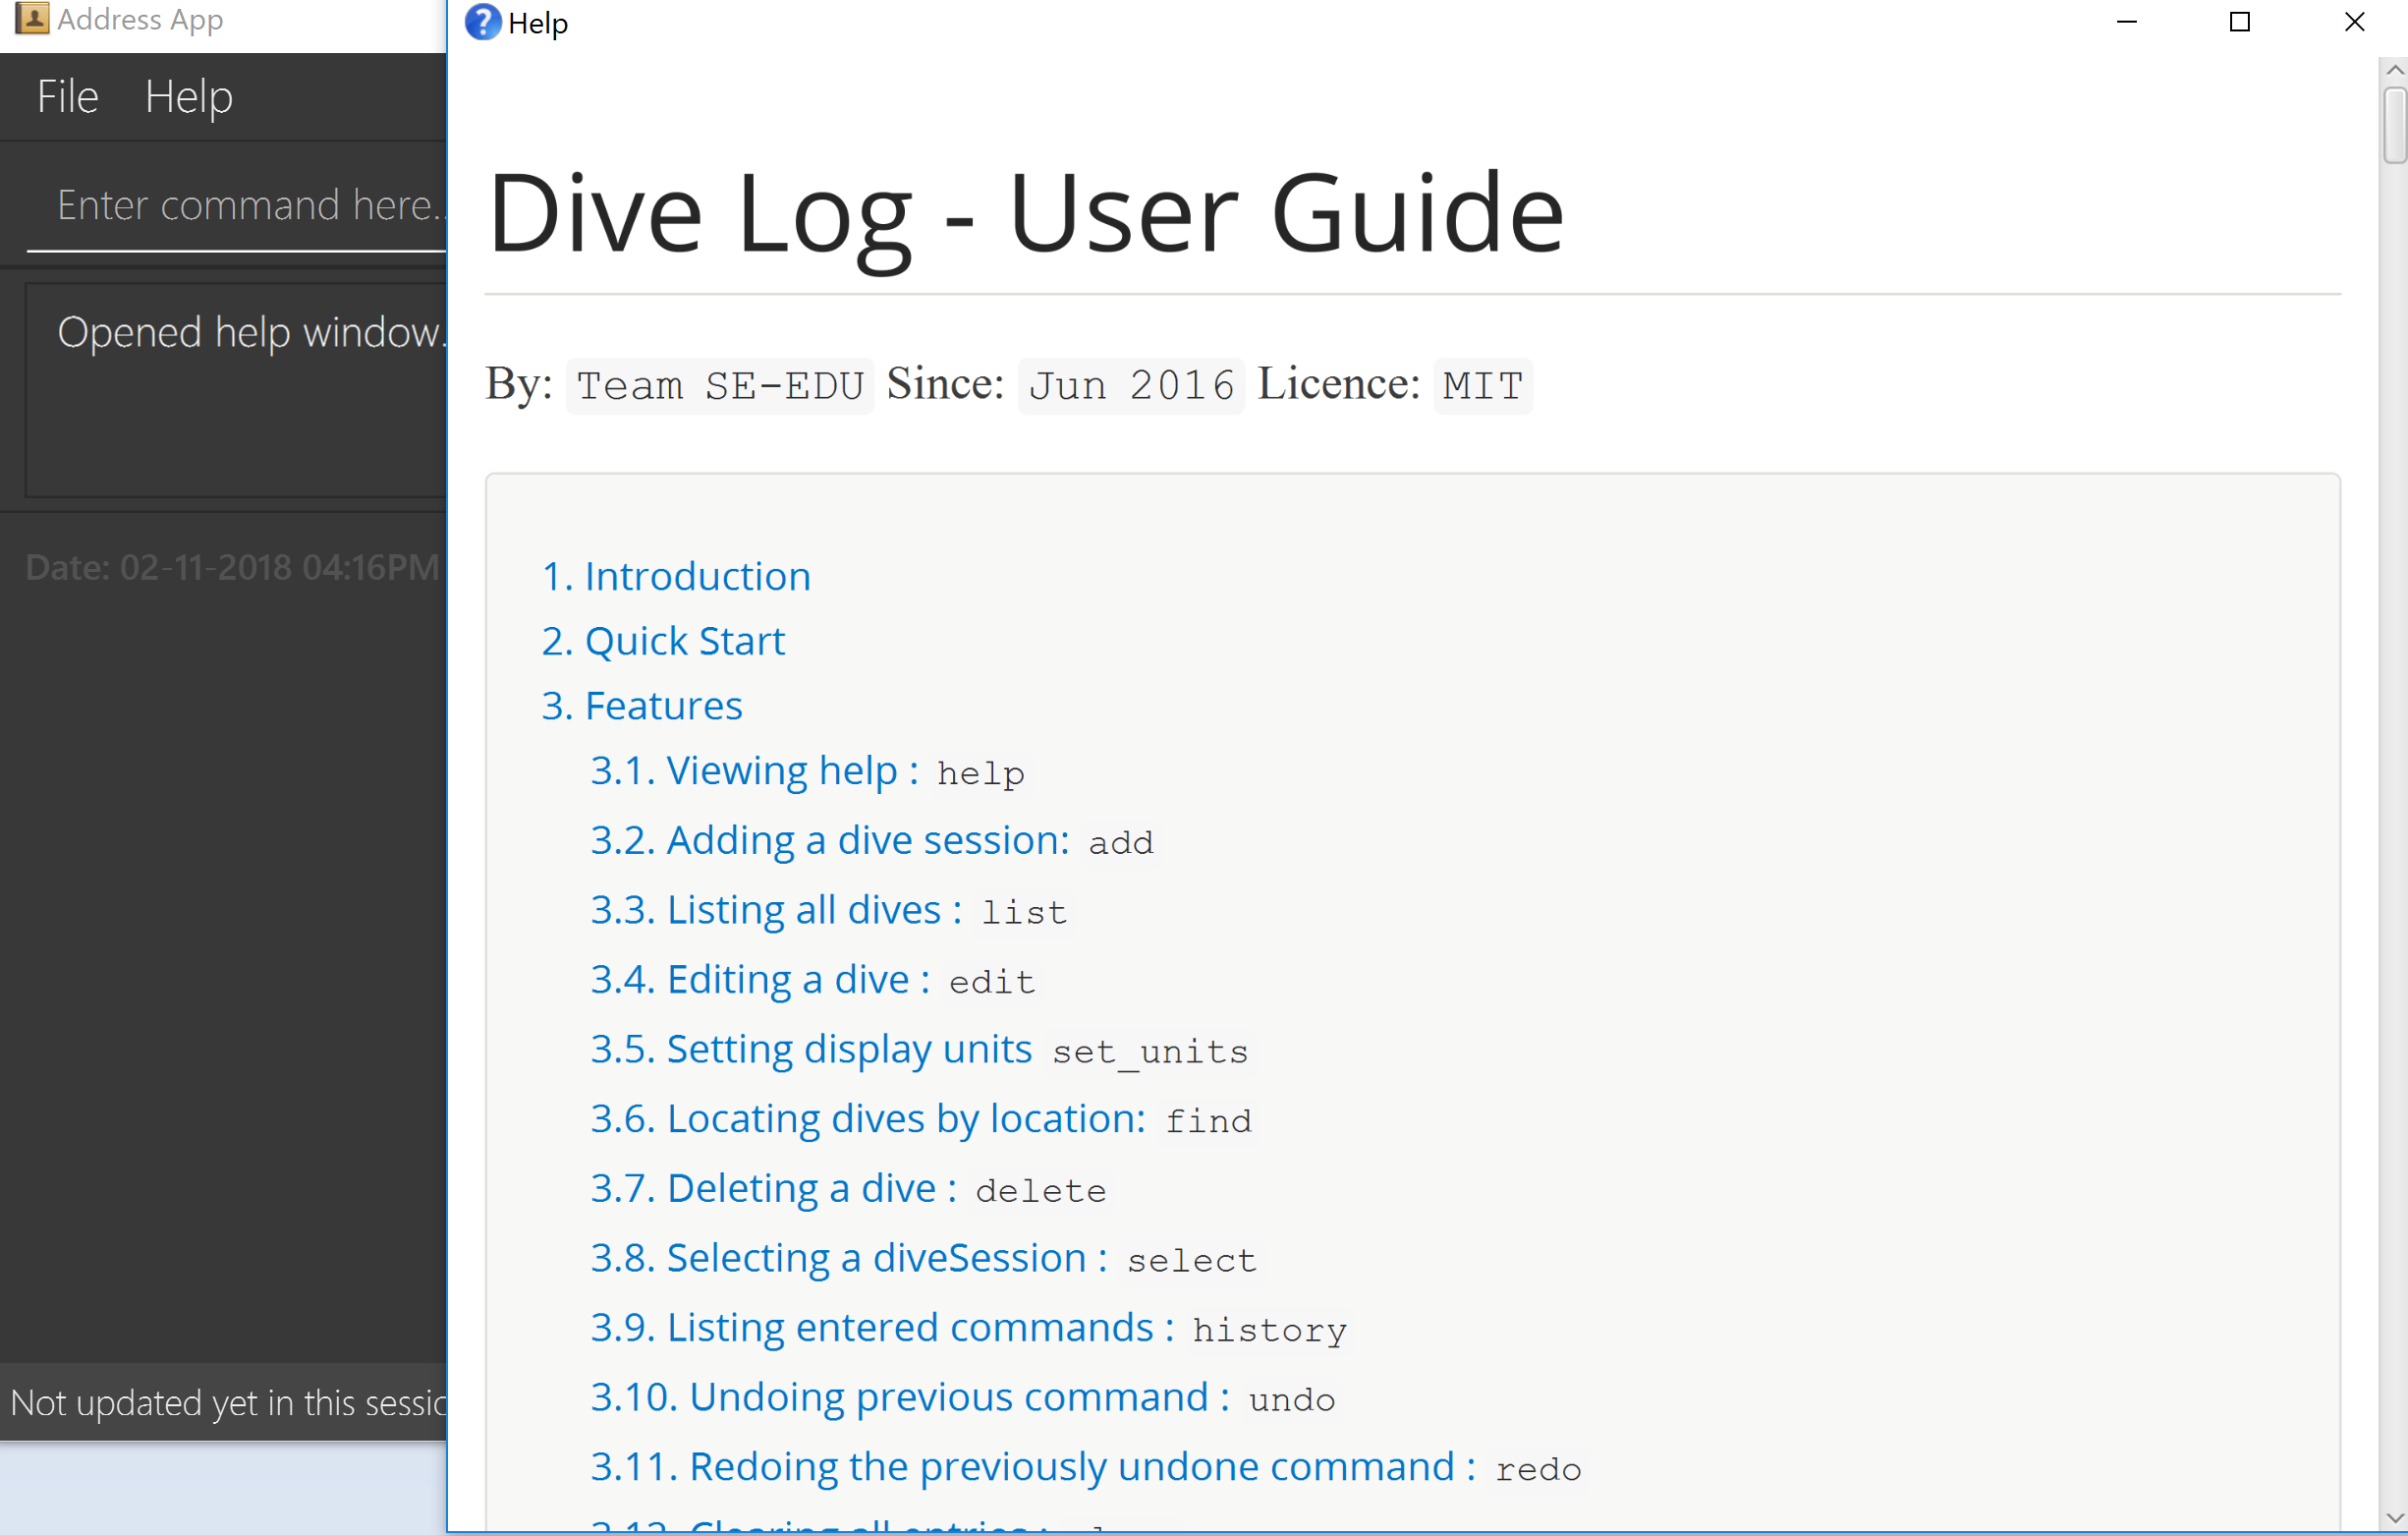 Address App
File Help
Enter command here..
Opened help window.
Date: 02-11-2018 04:16PM
Not updated yet in this
Help
Dive Log - User Guide
By: Team SE-EDU Since: Jun 2016 Licence: MIT
1. Introduction
2. Quick Start
3. Features
3.1. Viewing help : help
3.2. Adding a dive session: add
3.3. Listing all dives : list
3.4. Editing a dive : edit
3.5. Setting display units set_units
3.6. Locating dives by location: find
3.7. Deleting a dive : delete
3.8. Selecting a diveSession : select
3.9. Listing entered commands : history
3.10. Undoing previous command : undo
3.11. Redoing the previously undone command : redo
3.12. Clearing all entries :